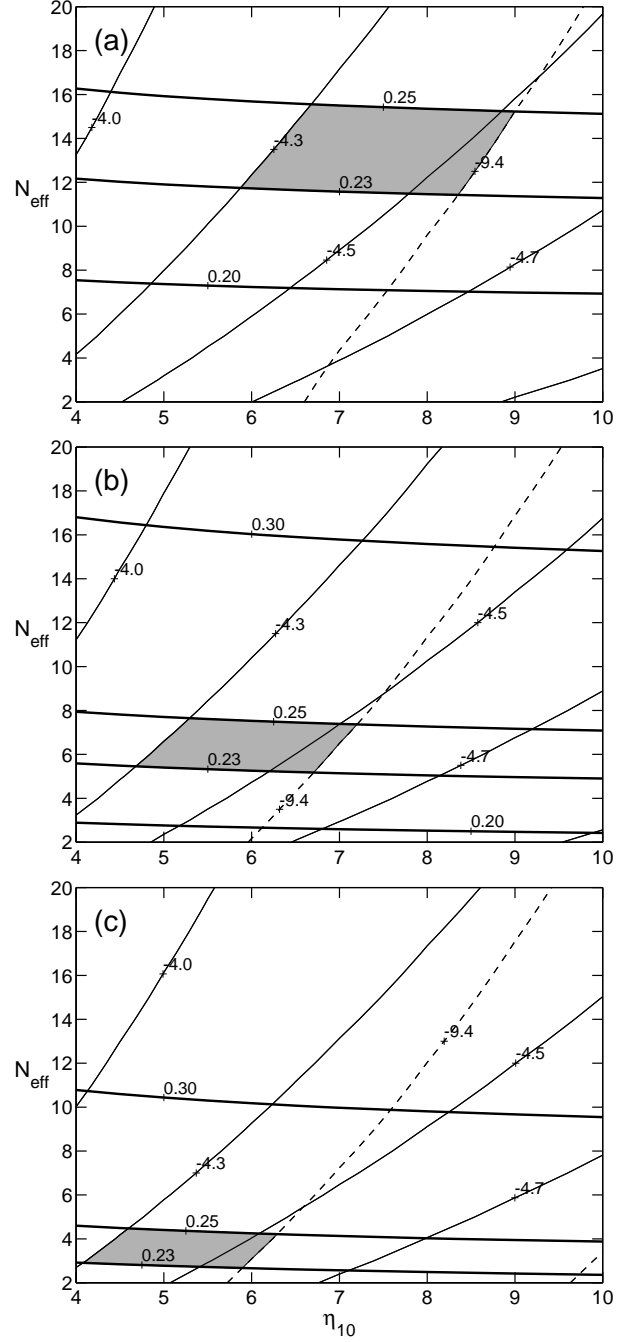 20
18 (a)
16 0.25
14 -4.0 -4.3
12 0.23 -9.4
N_eff
10
8 -4.5 -4.7
6 0.20
4
2
4 5 6 7 8 9 10
20
18 (b)
16 0.30
14 -4.0
12 -4.3 -4.5
N_eff
10
8 0.25
6 0.23 -4.7
4 -9.4
2 0.20
4 5 6 7 8 9 10
20
18 (c)
16 -4.0
14 -9.4
12 -4.5
N_eff
10 0.30
8
6 -4.3 -4.7
4 0.25
2 0.23
4 5 6 7 8 9 10
η_10